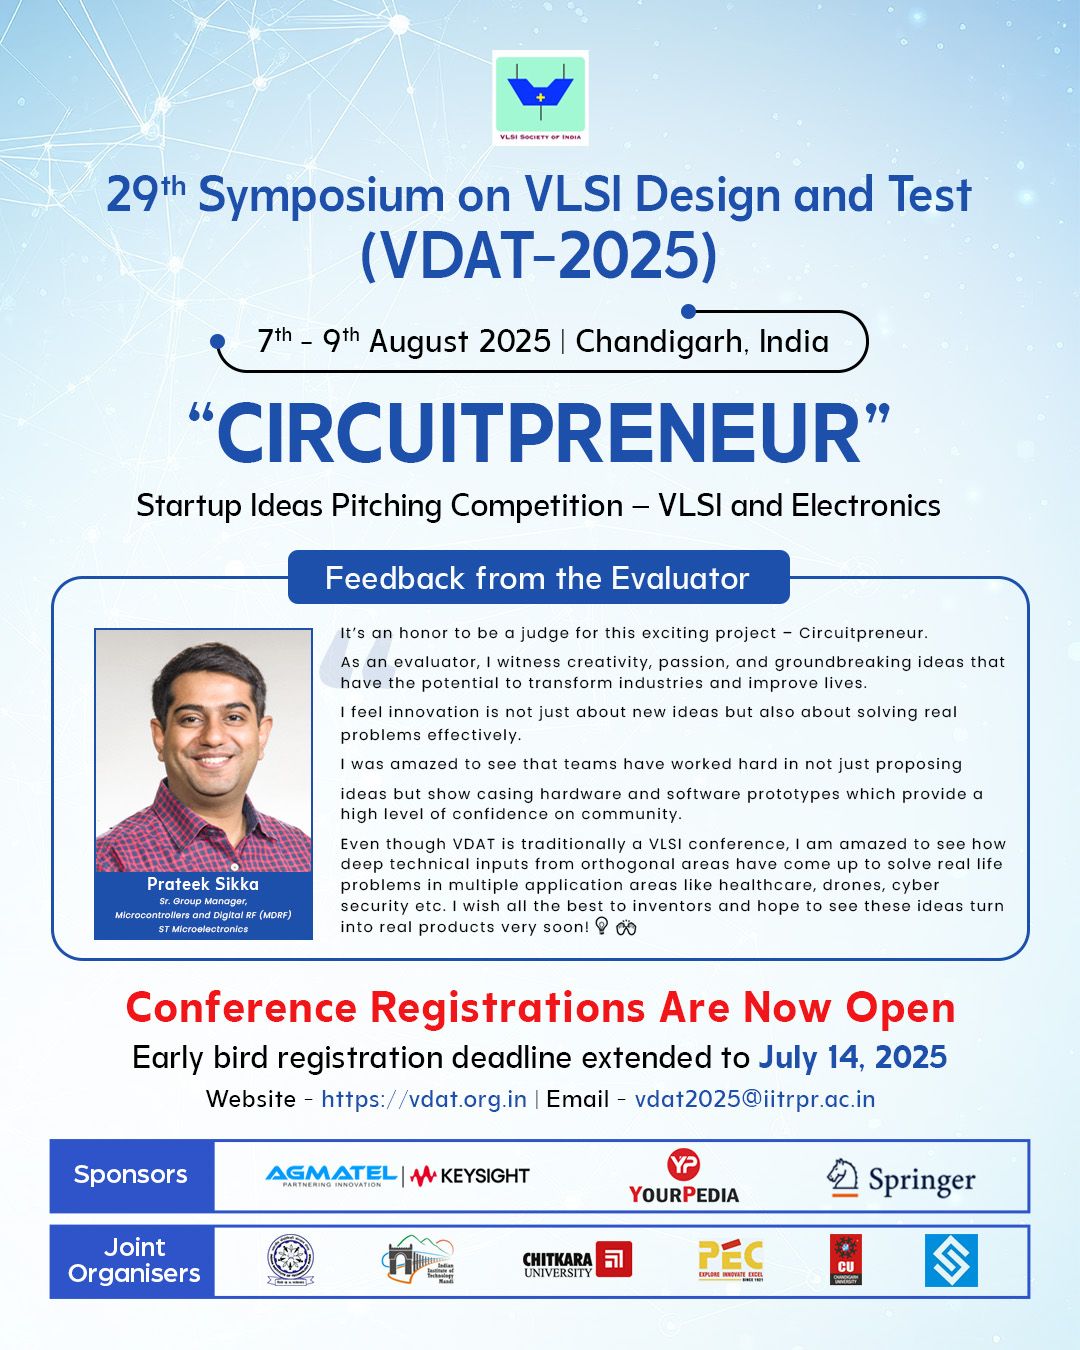 VLSI SOCIETY OF INDIA
29th Symposium on VLSI Design and Test
(VDAT-2025)
7th - 9th August 2025 | Chandigarh, India
“CIRCUITPRENEUR”
Startup Ideas Pitching Competition – VLSI and Electronics
Feedback from the Evaluator
It's an honor to be a judge for this exciting project – Circuitpreneur.
As an evaluator, I witness creativity, passion, and groundbreaking ideas that
have the potential to transform industries and improve lives.
I feel innovation is not just about new ideas but also about solving real
problems effectively.
I was amazed to see that teams have worked hard in not just proposing
ideas but show casing hardware and software prototypes which provide a
high level of confidence on community.
Even though VDAT is traditionally a VLSI conference, I am amazed to see how
deep technical inputs from orthogonal areas have come up to solve real life
problems in multiple application areas like healthcare, drones, cyber
security etc. I wish all the best to inventors and hope to see these ideas turn
into real products very soon!
Prateek Sikka
Sr. Group Manager,
Microcontrollers and Digital RF (MDRF)
ST Microelectronics
Conference Registrations Are Now Open
Early bird registration deadline extended to July 14, 2025
Website - https://vdat.org.in | Email - vdat2025@iitrpr.ac.in
Sponsors
AGMATEL
PARTNERING INNOVATION
KEYSIGHT
YP
YOURPEDIA
Springer
Joint
Organisers
Indian
Institute of
Technology
Mandi
CHITKARA
UNIVERSITY
PEC
EXPLORE INNOVATE EXCEL
SINCE 1921
CU
CHANDIGARH
UNIVERSITY